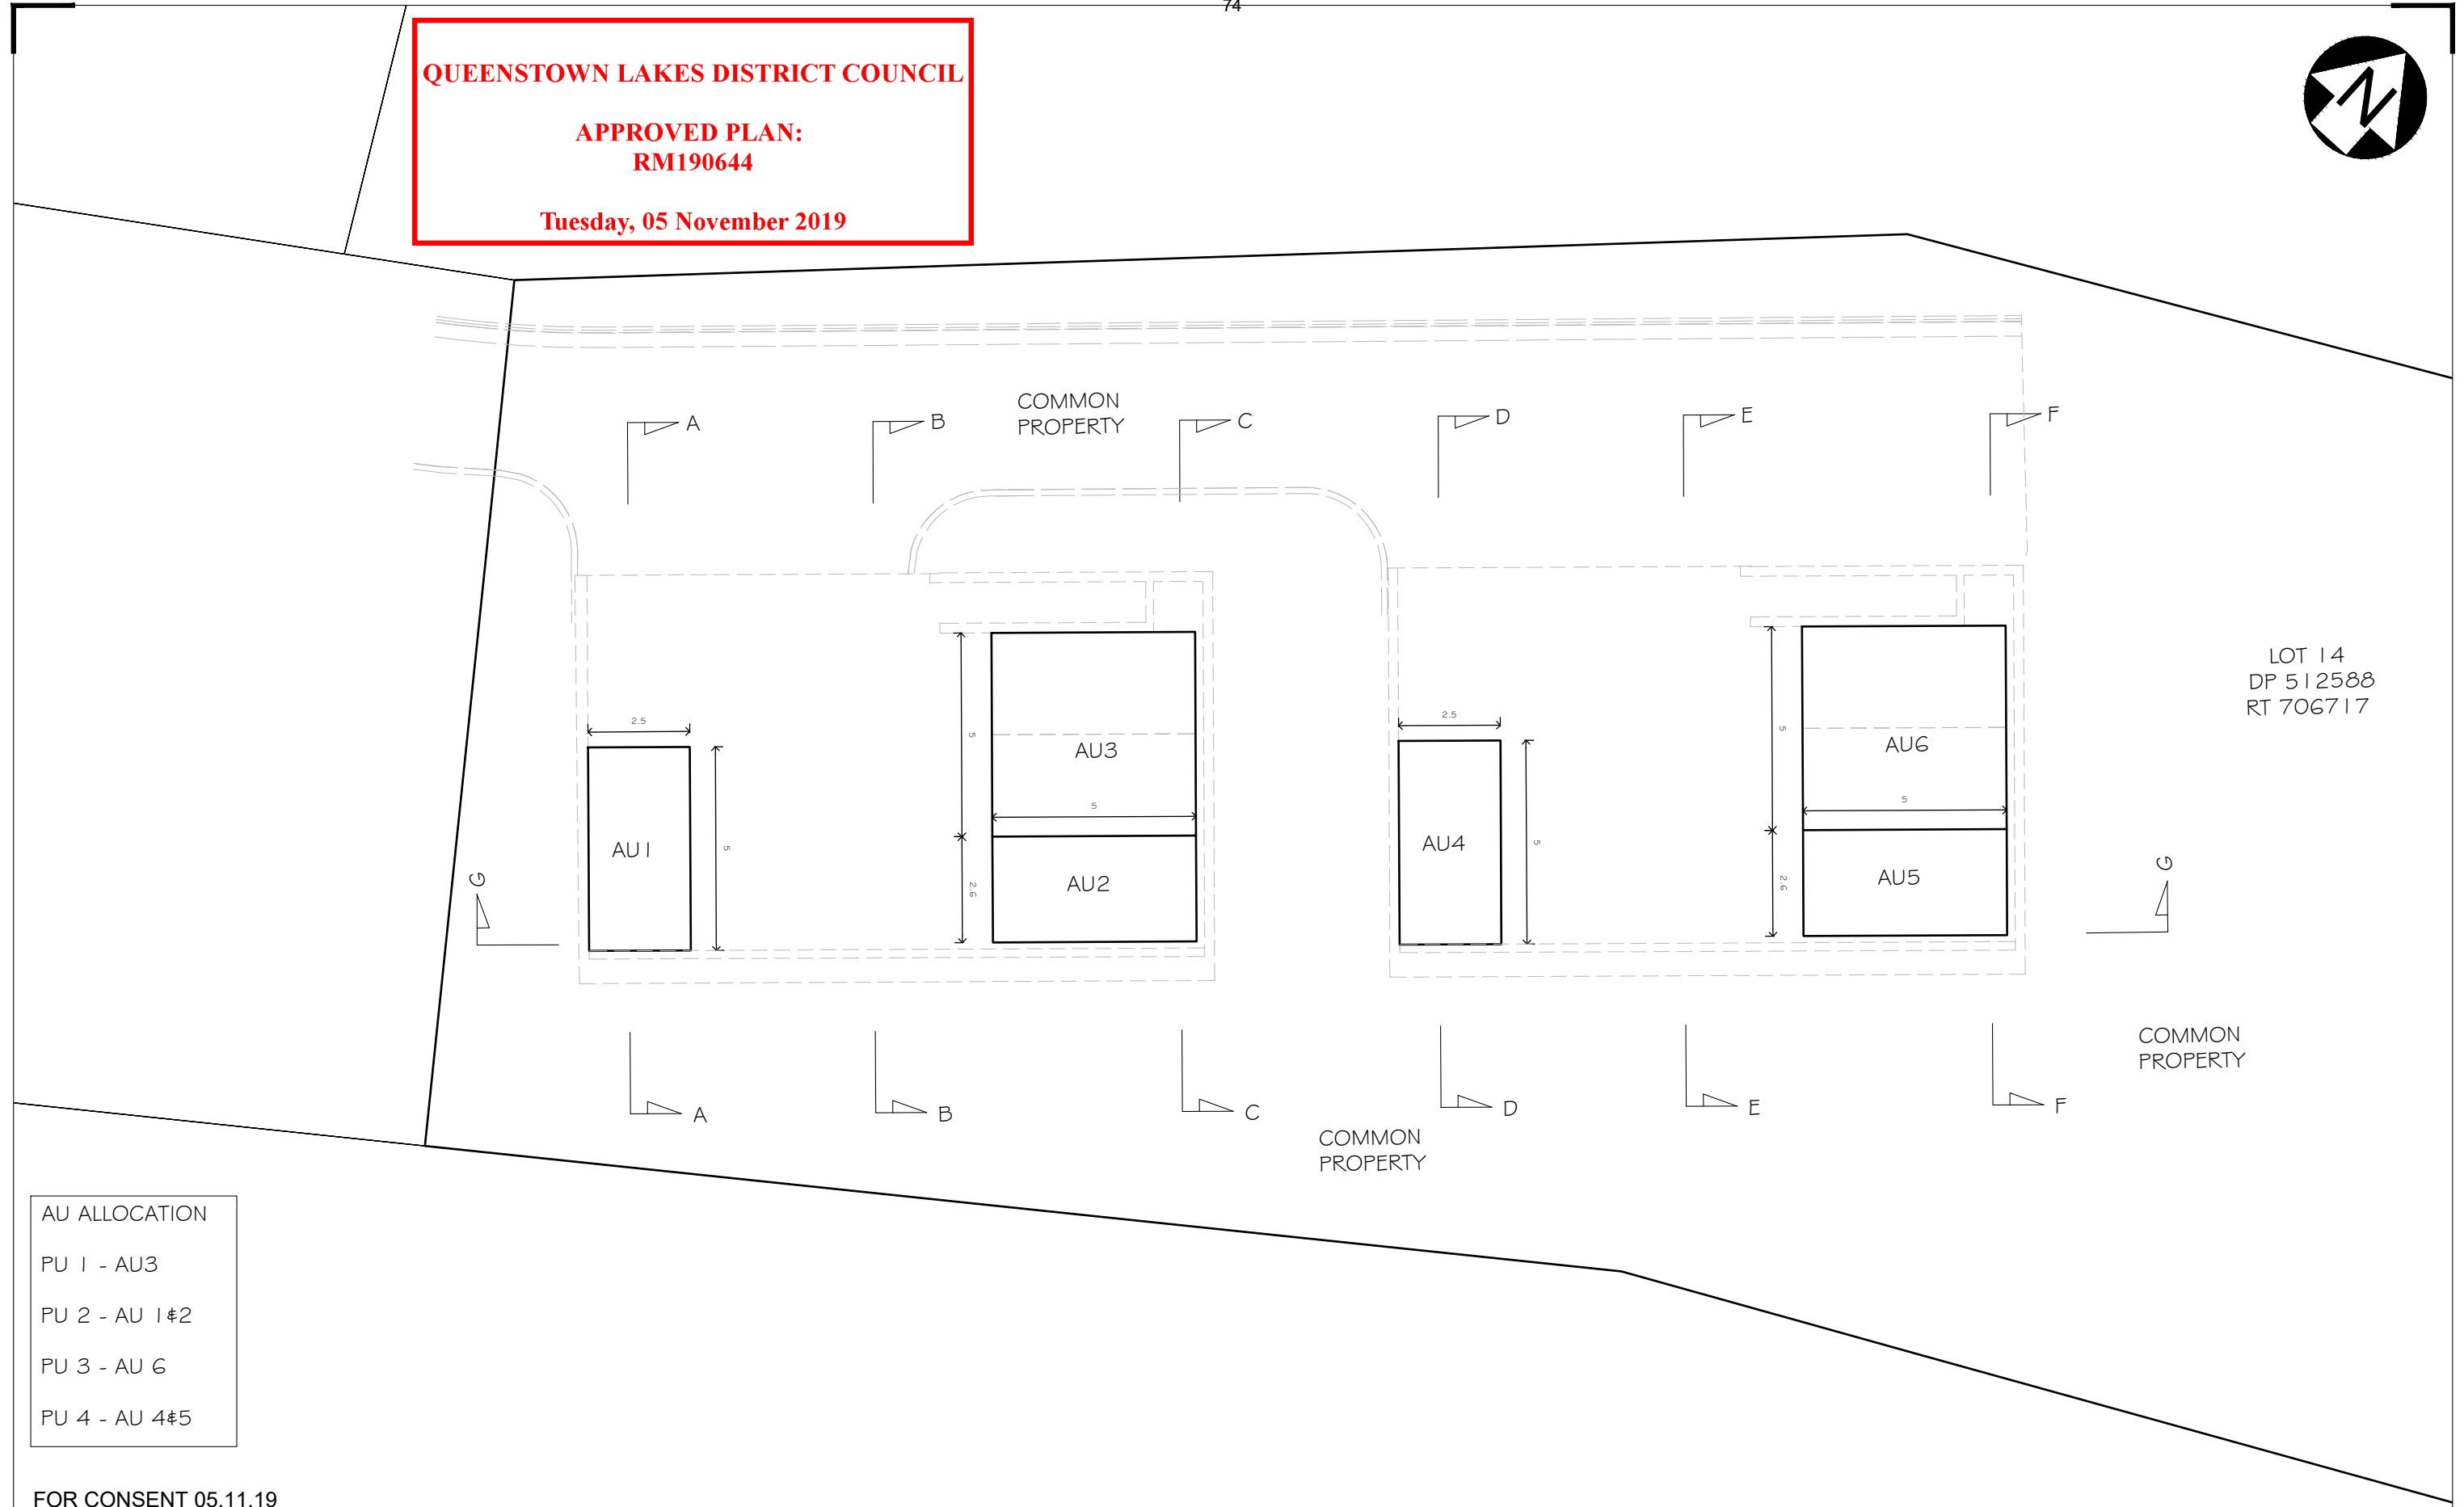 74
QUEENSTOWN LAKES DISTRICT COUNCIL
APPROVED PLAN:
RM190644
Tuesday, 05 November 2019
N
COMMON
PROPERTY
A
B
C
D
E
F
LOT 14
DP 512588
RT 706717
2.5
5
AU1
5
AU3
5
2.6
AU2
2.5
5
AU4
5
AU6
5
2.6
AU5
G
G
COMMON
PROPERTY
A
B
C
D
E
F
COMMON
PROPERTY
AU ALLOCATION
PU 1 - AU3
PU 2 - AU 1&2
PU 3 - AU 6
PU 4 - AU 4&5
FOR CONSENT 05.11.19